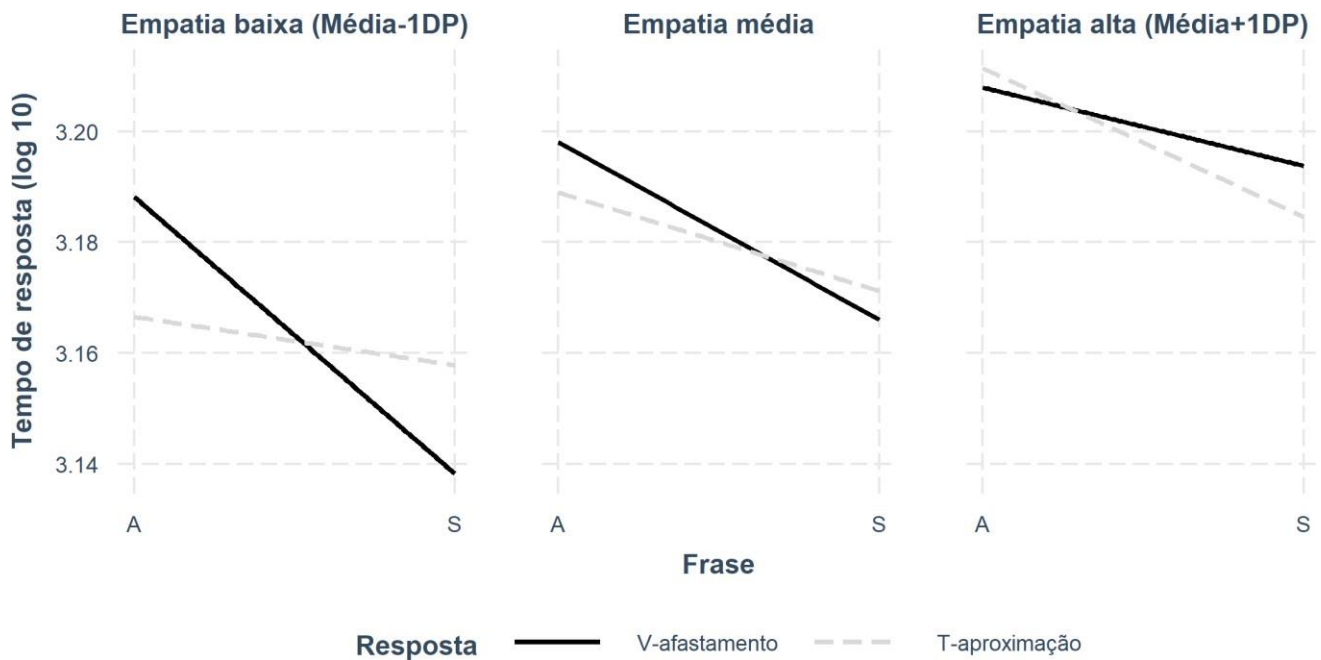 Empatia baixa (Média-1DP) Empatia média Empatia alta (Média+1DP)
Tempo de resposta (log 10)
3.20
3.18
3.16
3.14
A S A S A S
Frase
Resposta V-afastamento T-aproximação